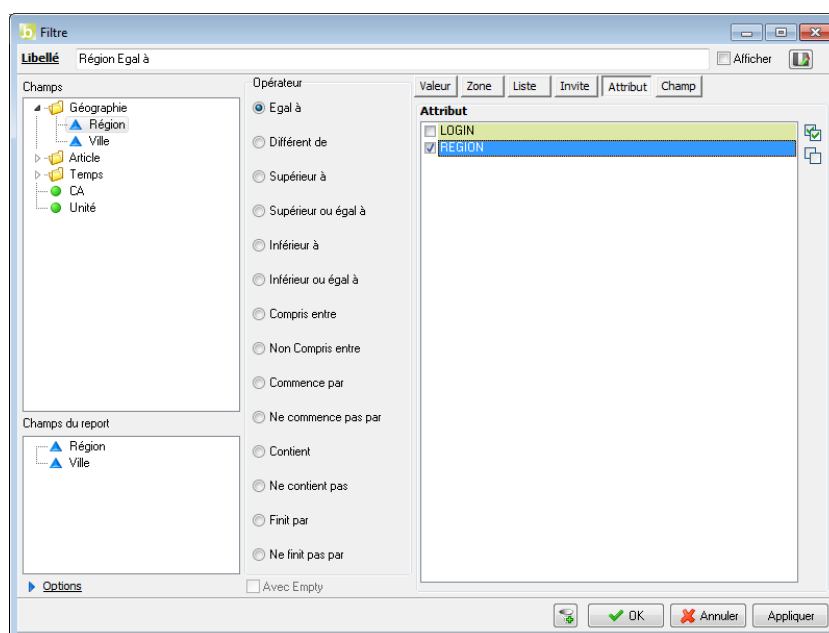 Filtre
Libellé Région Egal à Afficher
Champs
Géographie
Région
Ville
Article
Temps
CA
Unité
Champs du report
Région
Ville
Options
Opérateur
Egal à
Différent de
Supérieur à
Supérieur ou égal à
Inférieur à
Inférieur ou égal à
Compris entre
Non Compris entre
Commence par
Ne commence pas par
Contient
Ne contient pas
Finit par
Ne finit pas par
Avec Empty
Valeur Zone Liste Invite Attribut Champ
Attribut
LOGIN
REGION
OK Annuler Appliquer